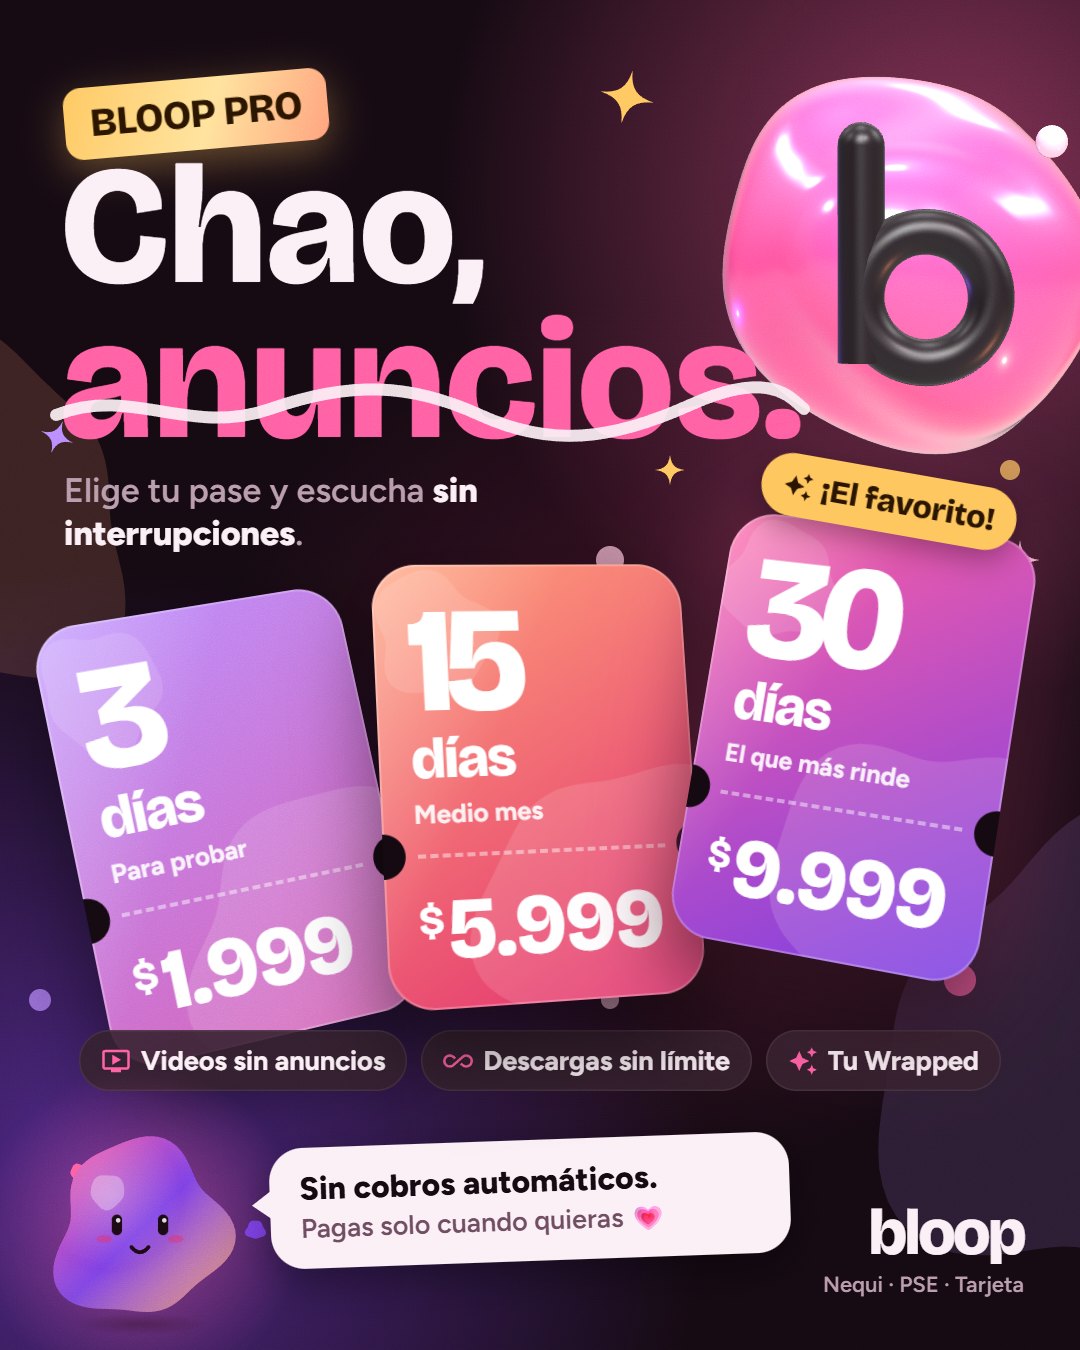 BLOOP PRO
Chao,
anuncios.
b
Elige tu pase y escucha sin
interrupciones.
¡El favorito!
3
días
Para probar
$1.999
15
días
Medio mes
$5.999
30
días
El que más rinde
$9.999
Videos sin anuncios
Descargas sin límite
Tu Wrapped
Sin cobros automáticos.
Pagas solo cuando quieras 💗
bloop
Nequi · PSE · Tarjeta